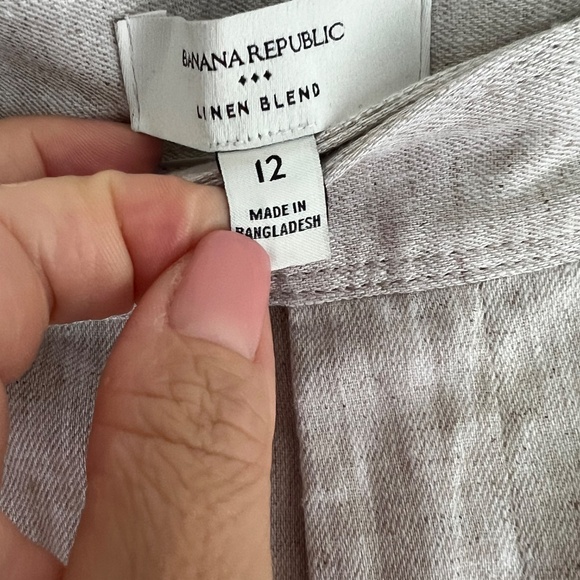 BANANA REPUBLIC
LINEN BLEND
12
MADE IN
BANGLADESH